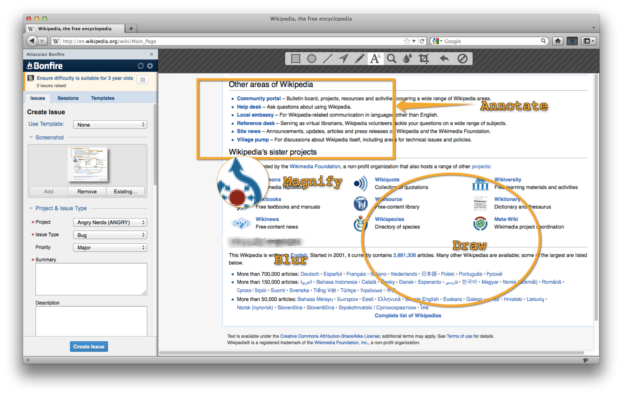 Wikipedia, the free encyclopedia
Wikipedia, the free encyclopedia
http://en.wikipedia.org/wiki/Main_Page
Google
Atlassian Bonfire
Bonfire
Ensure difficulty is suitable for 3 year olds
0 issues raised
Issues Sessions Templates
Create Issue
Use Template: None
Screenshot
Add Remove Existing...
Project & Issue Type
Project Angry Nerds (ANGRY)
Issue Type Bug
Priority Major
Summary
Description
Create Issue
Other areas of Wikipedia
Community portal – Bulletin board, projects, resources and activities covering a wide range of Wikipedia areas.
Help desk – Ask questions about using Wikipedia.
Local embassy – For Wikipedia-related communication in languages other than English.
Reference desk – Serving as virtual librarians, Wikipedia volunteers tackle your questions on a wide range of subjects.
Site news – Announcements, updates, articles and press releases on Wikipedia and the Wikimedia Foundation.
Village pump – For discussions about Wikipedia itself, including areas for technical issues and policies.
Annotate
Wikipedia's sister projects
by the Wikimedia Foundation, a non-profit organization that also hosts a range of other projects:
Magnify
Wikiquote
Collection of quotations
Wikiversity
Free learning materials and activities
Free textbooks and manuals
Wikisource
Free-content library
Wiktionary
Dictionary and thesaurus
Wikinews
Free-content news
Wikispecies
Directory of species
Meta-Wiki
Wikimedia project coordination
Draw
Blur
This Wikipedia is written in English. Started in 2001, it currently contains 3,881,306 articles. Many other Wikipedias are available; some of the largest are listed
below.
More than 700,000 articles: Deutsch · Español · Français · Italiano · Nederlands · 日本語 · Polski · Português · Русский
More than 150,000 articles: العربية · Bahasa Indonesia · Català · Česky · Dansk · Esperanto · فارسی · 한국어 · Magyar · Norsk (bokmål) · Română ·
Српски / Srpski · Suomi · Svenska · Tiếng Việt · Türkçe · Українська · 中文
More than 50,000 articles: Bahasa Melayu · Български · Eesti · Ελληνικά · Simple English · Euskara · Galego · עברית · Hrvatski · Lietuvių ·
Norsk (nynorsk) · Slovenčina · Slovenščina · Srpskohrvatski / Српскохрватски · ไทย
Complete list of Wikipedias
Text is available under the Creative Commons Attribution-ShareAlike License; additional terms may apply. See Terms of use for details.
Wikipedia® is a registered trademark of the Wikimedia Foundation, Inc., a non-profit organization.